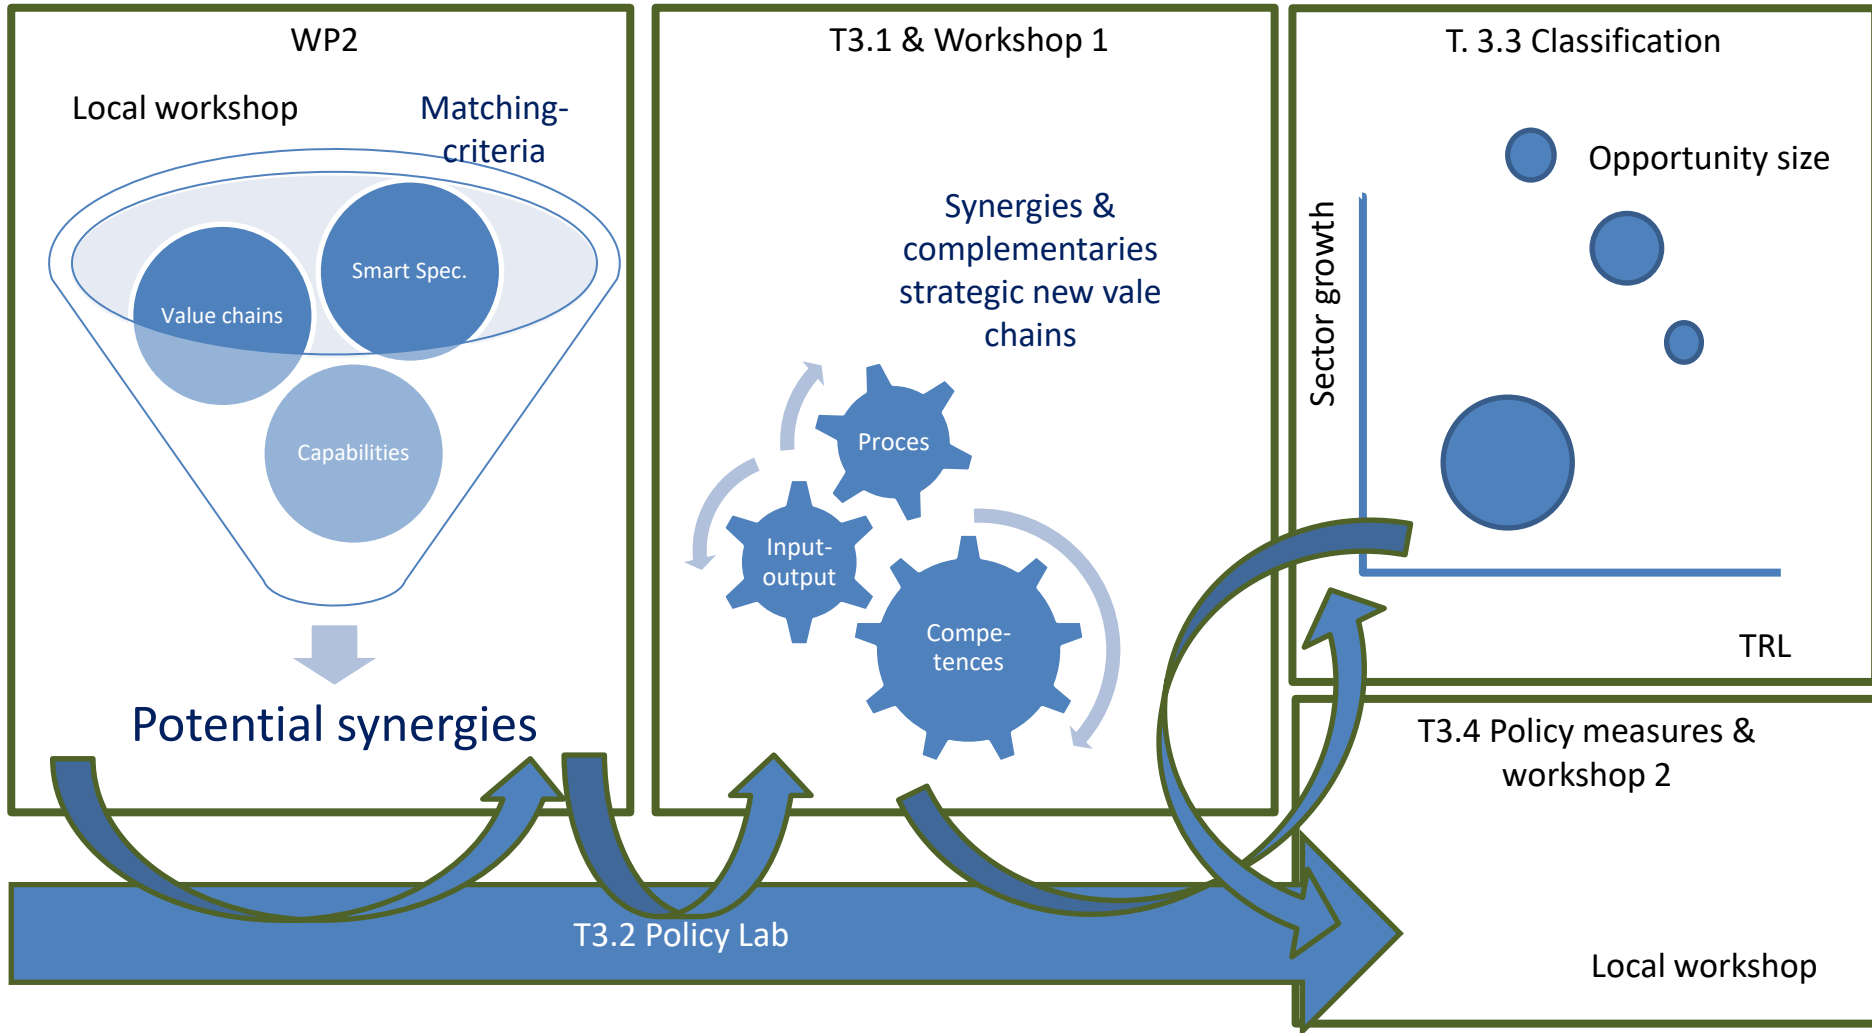 WP2
Local workshop
Matching-
criteria
Smart Spec.
Value chains
Capabilities
Potential synergies
T3.1 & Workshop 1
Synergies &
complementaries
strategic new vale
chains
Proces
Input-
output
Compe-
tences
T. 3.3 Classification
Opportunity size
Sector growth
TRL
T3.4 Policy measures &
workshop 2
Local workshop
T3.2 Policy Lab